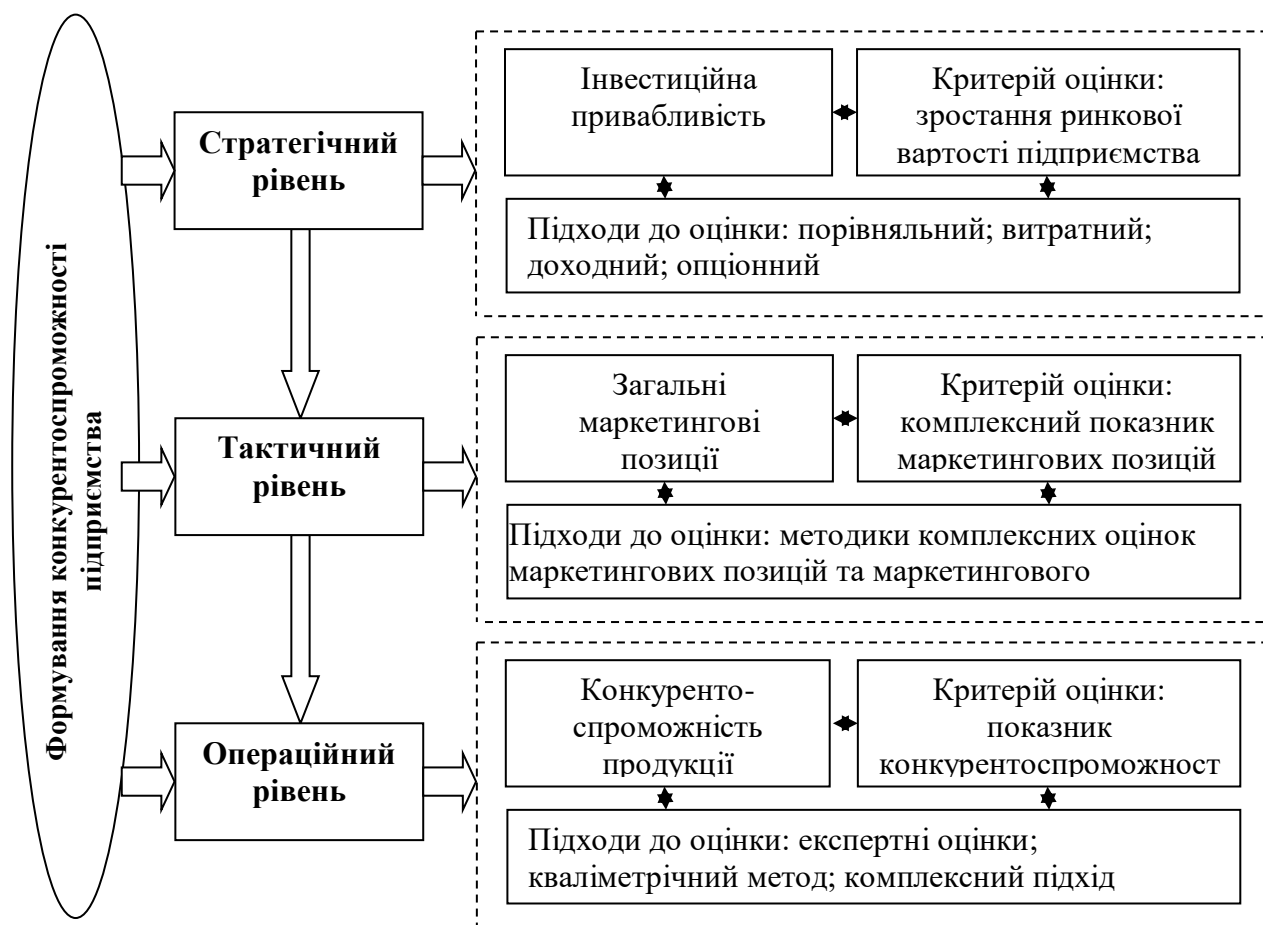 Формування конкурентоспроможності
підприємства
Стратегічний
рівень
Інвестиційна
привабливість
Критерій оцінки:
зростання ринкової
вартості підприємства
Підходи до оцінки: порівняльний; витратний;
доходний; опціонний
Тактичний
рівень
Загальні
маркетингові
позиції
Критерій оцінки:
комплексний показник
маркетингових позицій
Підходи до оцінки: методики комплексних оцінок
маркетингових позицій та маркетингового
Операційний
рівень
Конкуренто-
спроможність
продукції
Критерій оцінки:
показник
конкурентоспроможност
Підходи до оцінки: експертні оцінки;
кваліметрічний метод; комплексний підхід